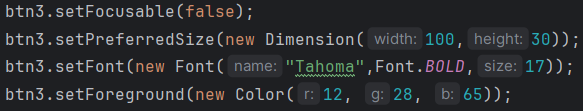 btn3.setFocusable(false);
btn3.setPreferredSize(new Dimension( width: 100, height: 30));
btn3.setFont(new Font( name: "Tahoma",Font.BOLD, size: 17));
btn3.setForeground(new Color( r: 12, g: 28, b: 65));